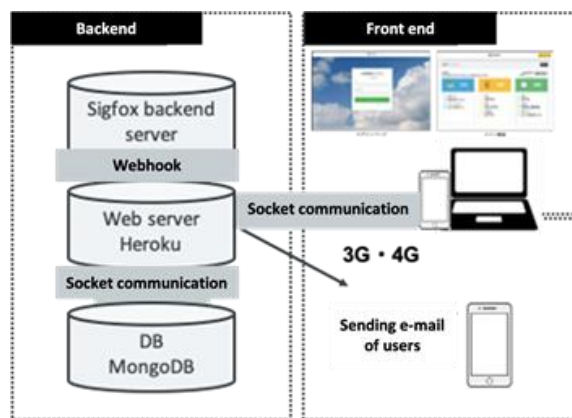 Backend
Sigfox backend
server
Webhook
Web server
Heroku
Socket communication
DB
MongoDB
Front end
Socket communication
3G・4G
Sending e-mail
of users